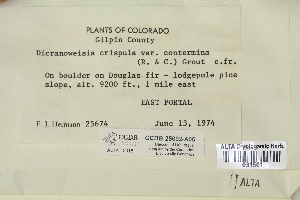 PLANTS OF COLORADO
Gilpin County
Dicranoweisia crispula var. contermina
(R. & C.) Grout c.fr.
On boulder on Douglas fir - lodgepole pine
slope, alt. 9200 ft., 1 mile east
EAST PORTAL
F. J. Hermann 25674 June 13, 1974
ALTA Cryptogamic Herb.
ALTA